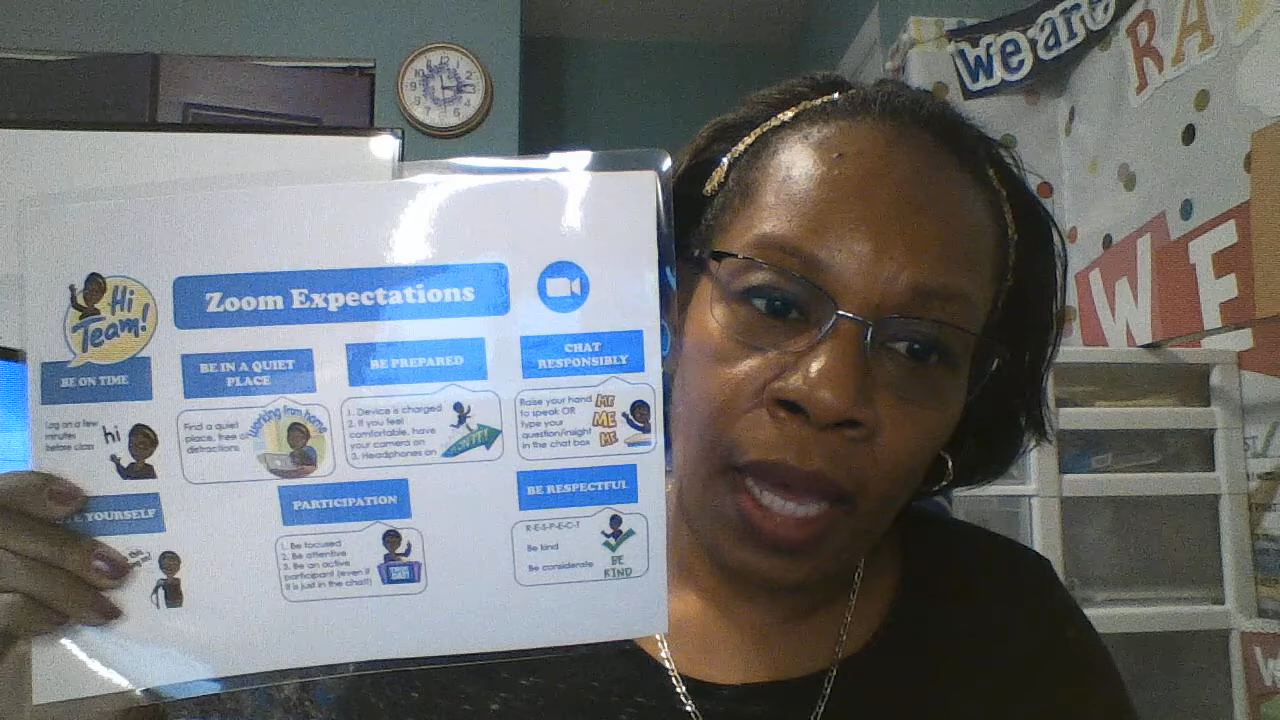 We are
RA
WE
Hi
Team!
Zoom Expectations
BE ON TIME
Log on a few
minutes
before class
hi
BE IN A QUIET
PLACE
Find a quiet
place, free of
distractions
working from home
BE PREPARED
1. Device is charged
2. If you feel
comfortable, have
your camera on
3. Headphones on
CHAT
RESPONSIBLY
Raise your hand
to speak OR
type your
question/insight
in the chat box
ME
ME
ME
YOURSELF
PARTICIPATION
1. Be focused
2. Be attentive
3. Be an active
participant (even if
it is just in the chat!)
BE RESPECTFUL
R-E-S-P-E-C-T
Be kind
Be considerate
BE
KIND